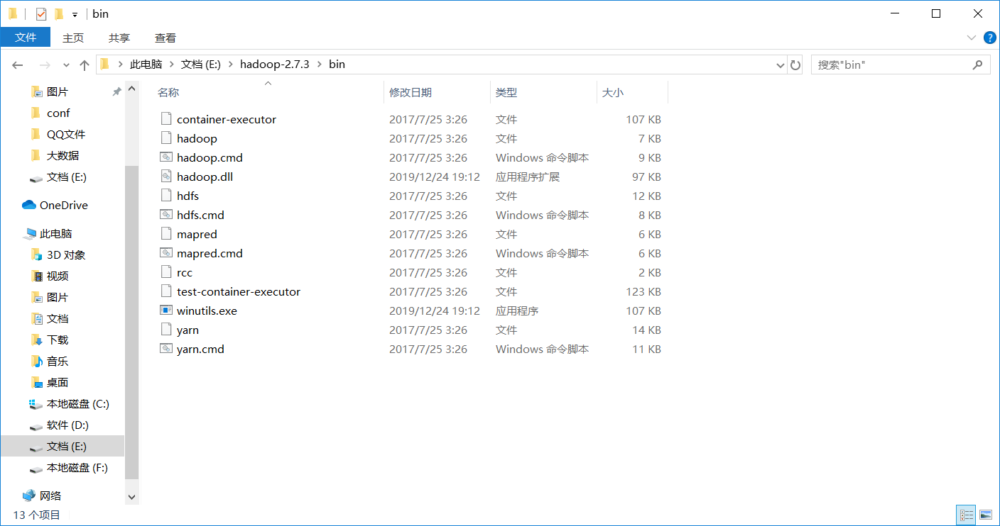 bin
文件 主页 共享 查看
此电脑 文档 (E:) hadoop-2.7.3 bin 搜索"bin"
图片
conf
QQ文件
大数据
文档 (E:)
OneDrive
此电脑
3D 对象
视频
图片
文档
下载
音乐
桌面
本地磁盘 (C:)
软件 (D:)
文档 (E:)
本地磁盘 (F:)
网络
名称 修改日期 类型 大小
container-executor 2017/7/25 3:26 文件 107 KB
hadoop 2017/7/25 3:26 文件 7 KB
hadoop.cmd 2017/7/25 3:26 Windows 命令脚本 9 KB
hadoop.dll 2019/12/24 19:12 应用程序扩展 97 KB
hdfs 2017/7/25 3:26 文件 12 KB
hdfs.cmd 2017/7/25 3:26 Windows 命令脚本 8 KB
mapred 2017/7/25 3:26 文件 6 KB
mapred.cmd 2017/7/25 3:26 Windows 命令脚本 6 KB
rcc 2017/7/25 3:26 文件 2 KB
test-container-executor 2017/7/25 3:26 文件 123 KB
winutils.exe 2019/12/24 19:12 应用程序 107 KB
yarn 2017/7/25 3:26 文件 14 KB
yarn.cmd 2017/7/25 3:26 Windows 命令脚本 11 KB
13 个项目